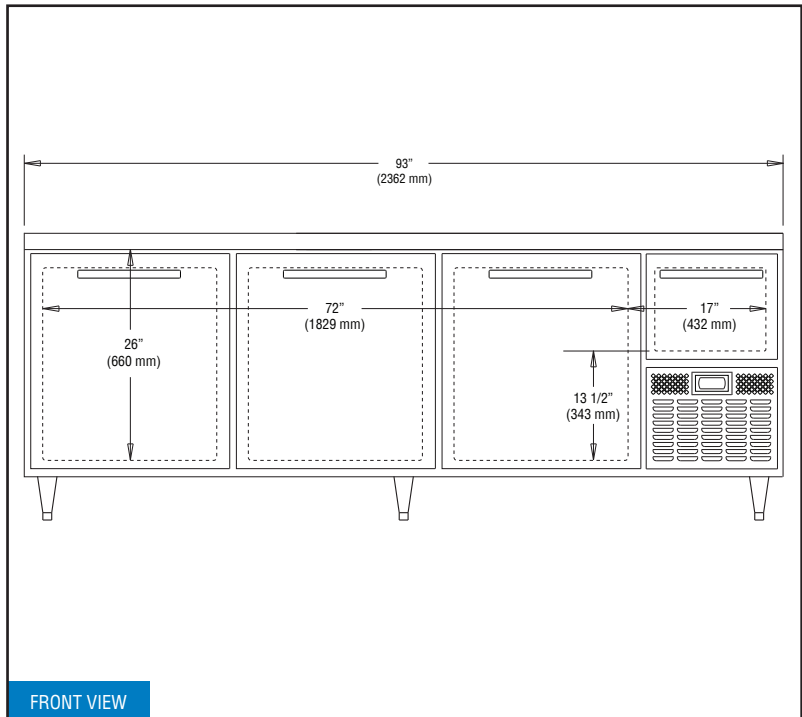 93”
(2362 mm)
72”
(1829 mm)
17”
(432 mm)
26”
(660 mm)
13 1/2”
(343 mm)
FRONT VIEW